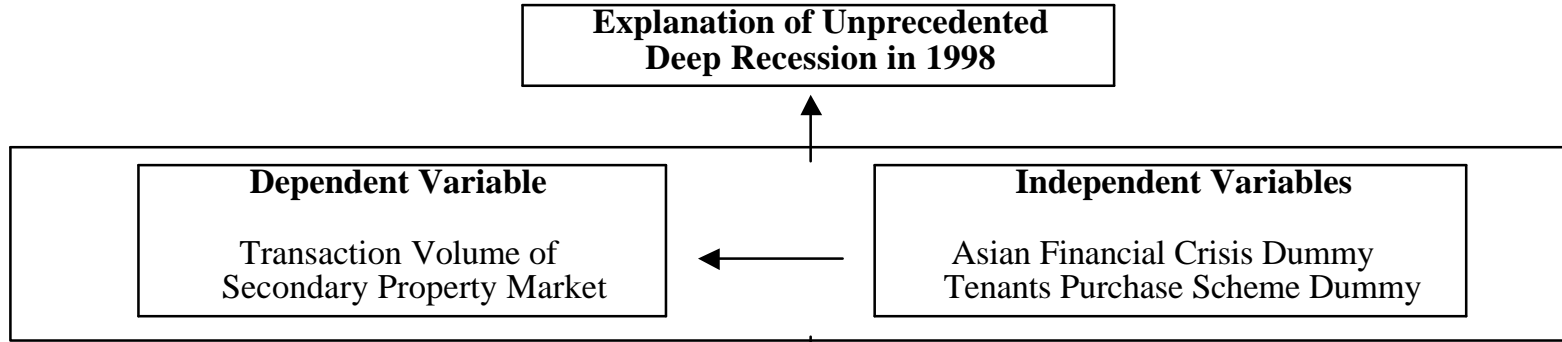 Explanation of Unprecedented
Deep Recession in 1998
Dependent Variable
Transaction Volume of
Secondary Property Market
Independent Variables
Asian Financial Crisis Dummy
Tenants Purchase Scheme Dummy